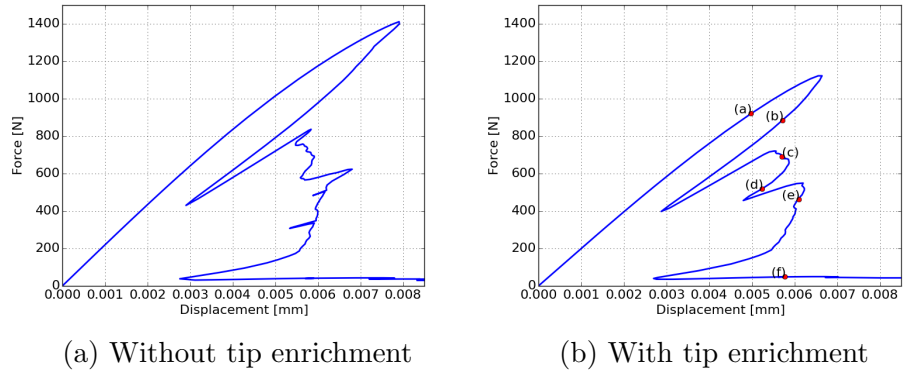 1400
1200
1000
800
600
400
200
0
Force [N]
0.000 0.001 0.002 0.003 0.004 0.005 0.006 0.007 0.008
Displacement [mm]
(a) Without tip enrichment
1400
1200
1000
800
600
400
200
0
Force [N]
(a)
(b)
(c)
(d)
(e)
(f)
0.000 0.001 0.002 0.003 0.004 0.005 0.006 0.007 0.008
Displacement [mm]
(b) With tip enrichment